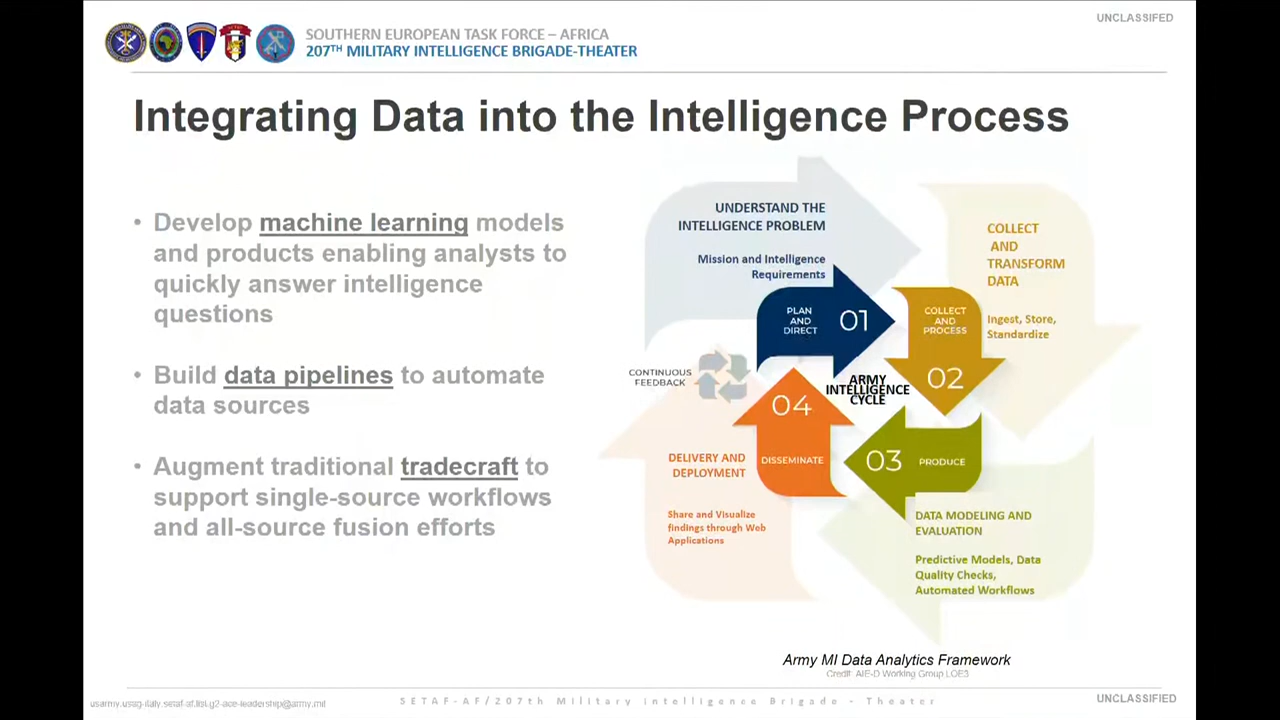 UNCLASSIFED
SOUTHERN EUROPEAN TASK FORCE – AFRICA
207TH MILITARY INTELLIGENCE BRIGADE-THEATER
Integrating Data into the Intelligence Process
• Develop machine learning models
and products enabling analysts to
quickly answer intelligence
questions
• Build data pipelines to automate
data sources
• Augment traditional tradecraft to
support single-source workflows
and all-source fusion efforts
UNDERSTAND THE
INTELLIGENCE PROBLEM
Mission and Intelligence
Requirements
COLLECT
AND
TRANSFORM
DATA
Ingest, Store,
Standardize
PLAN
AND
DIRECT
01
COLLECT
AND
PROCESS
02
CONTINUOUS
FEEDBACK
ARMY
INTELLIGENCE
CYCLE
04
DISSEMINATE
03
PRODUCE
DELIVERY AND
DEPLOYMENT
Share and Visualize
findings through Web
Applications
DATA MODELING AND
EVALUATION
Predictive Models, Data
Quality Checks,
Automated Workflows
Army MI Data Analytics Framework
Credit: AIE-D Working Group LOE3
SETAF-AF/207th Military intelligence Brigade - Theater
UNCLASSIFIED